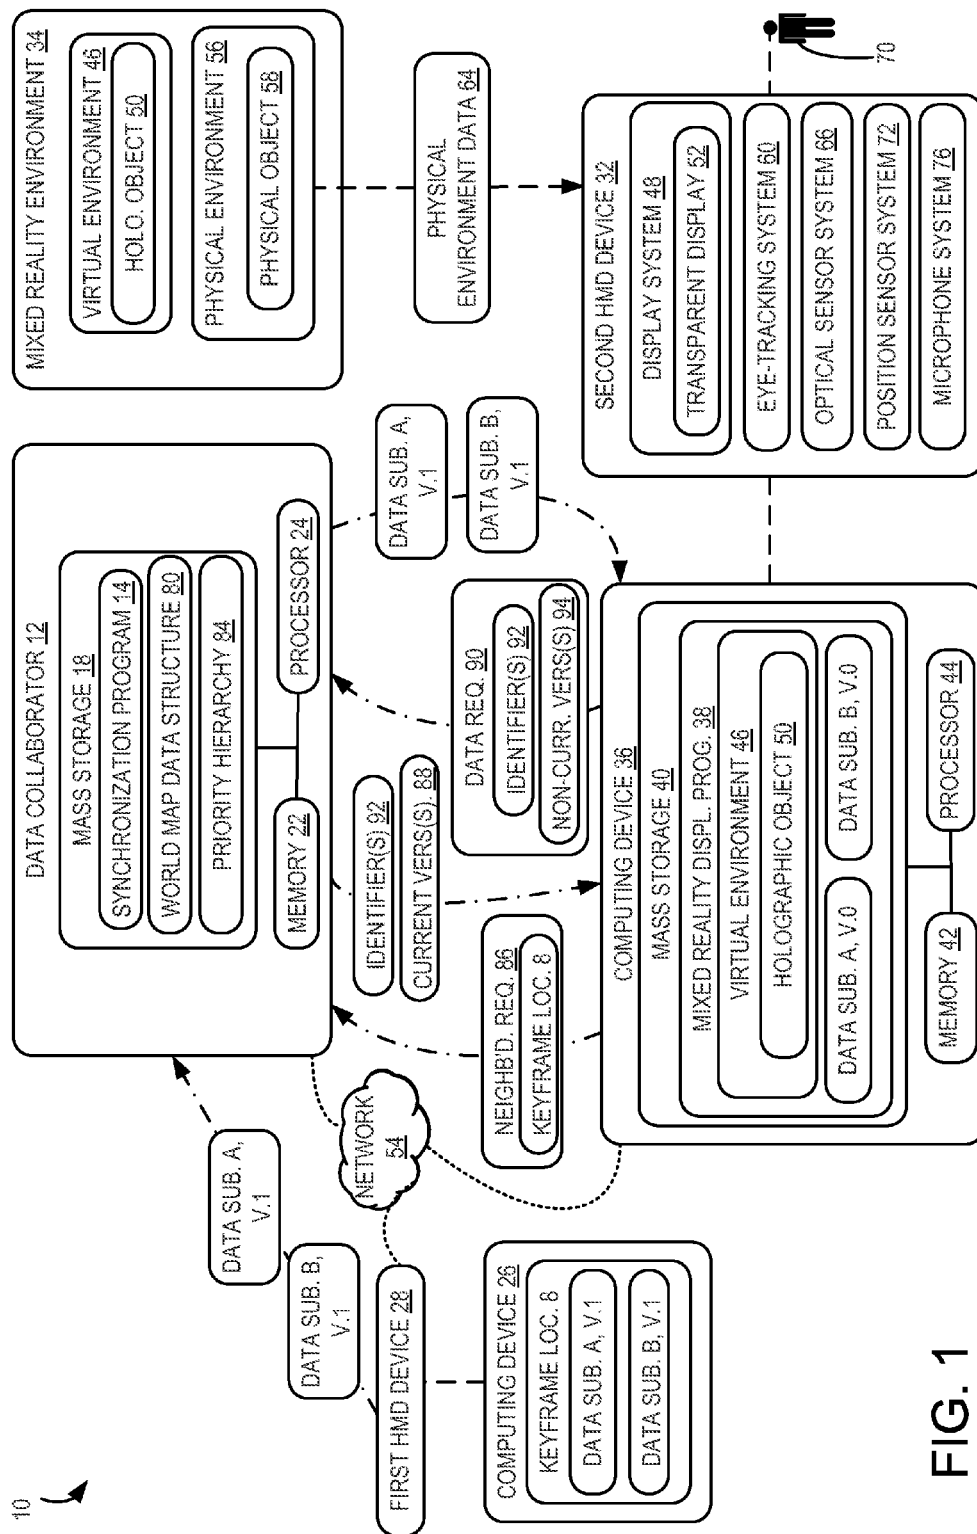 10
DATA COLLABORATOR 12
MASS STORAGE 18
SYNCHRONIZATION PROGRAM 14
WORLD MAP DATA STRUCTURE 80
PRIORITY HIERARCHY 84
MEMORY 22
PROCESSOR 24
MIXED REALITY ENVIRONMENT 34
VIRTUAL ENVIRONMENT 46
HOLO. OBJECT 50
PHYSICAL ENVIRONMENT 56
PHYSICAL OBJECT 58
DATA SUB. A,
V.1
DATA SUB. B,
V.1
FIRST HMD DEVICE 28
NETWORK
54
IDENTIFIER(S) 92
CURRENT VERS(S). 88
NEIGHB'D. REQ. 86
KEYFRAME LOC. 8
DATA REQ. 90
IDENTIFIER(S) 92
NON-CURR. VERS(S) 94
DATA SUB. A,
V.1
DATA SUB. B,
V.1
PHYSICAL
ENVIRONMENT DATA 64
COMPUTING DEVICE 26
KEYFRAME LOC. 8
DATA SUB. A, V.1
DATA SUB. B, V.1
COMPUTING DEVICE 36
MASS STORAGE 40
MIXED REALITY DISPL. PROG. 38
VIRTUAL ENVIRONMENT 46
HOLOGRAPHIC OBJECT 50
DATA SUB. A, V.0
DATA SUB. B, V.0
MEMORY 42
PROCESSOR 44
SECOND HMD DEVICE 32
DISPLAY SYSTEM 48
TRANSPARENT DISPLAY 52
EYE-TRACKING SYSTEM 60
OPTICAL SENSOR SYSTEM 66
POSITION SENSOR SYSTEM 72
MICROPHONE SYSTEM 76
70
FIG. 1